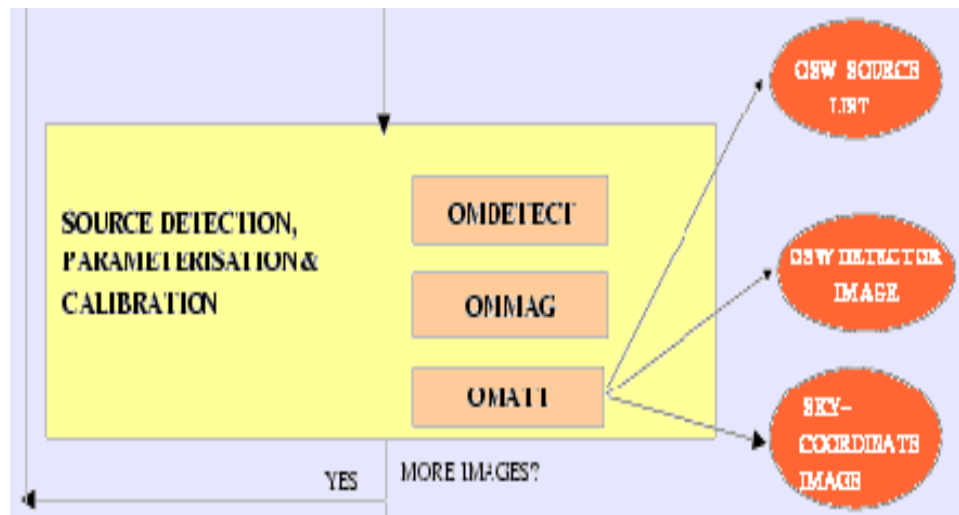 SOURCE DETECTION,
PARAMETERISATION &
CALIBRATION
OMDETECT
OMMAG
OMATT
OSW SOURCE
LIST
OSW DETECTOR
IMAGE
SKY-
COORDINATE
IMAGE
YES
MORE IMAGES?